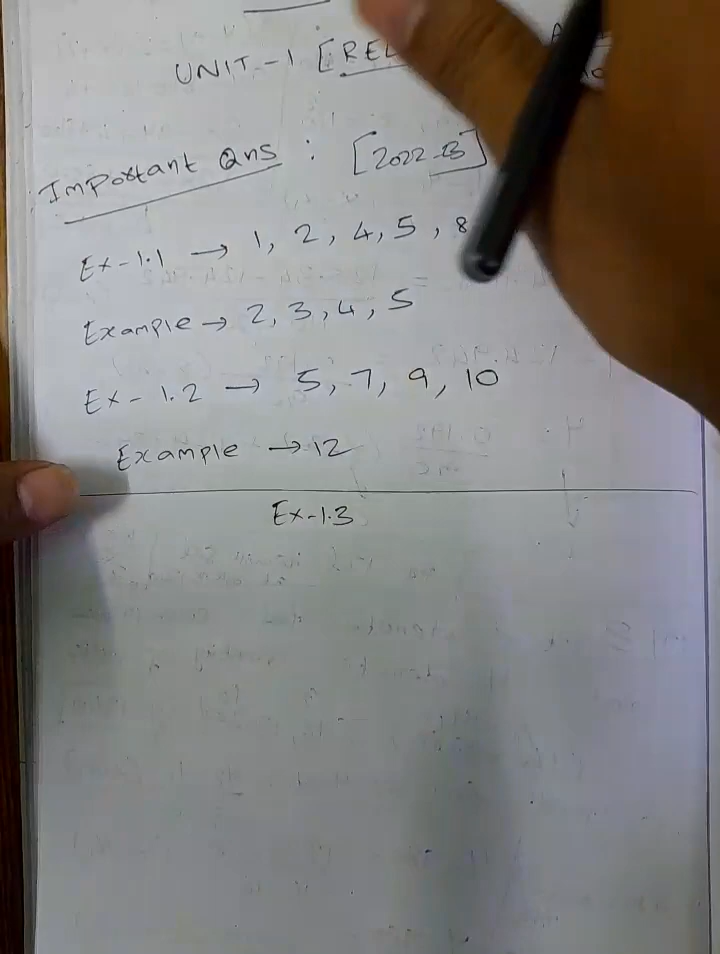 UNIT-1 [REL
Important Qns : [2022-23]
Ex-1.1 → 1, 2, 4, 5, 8
Example → 2, 3, 4, 5
Ex-1.2 → 5, 7, 9, 10
Example → 12
Ex-1.3